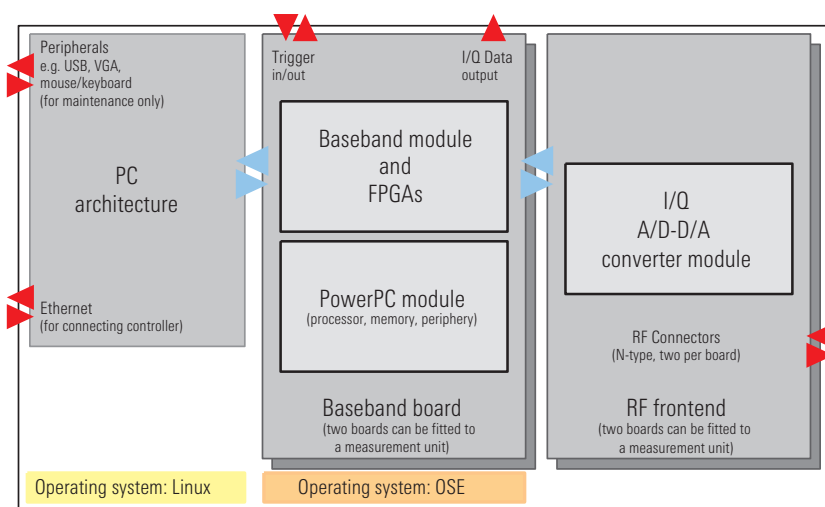 Peripherals
e.g. USB, VGA,
mouse/keyboard
(for maintenance only)
PC
architecture
Ethernet
(for connecting controller)
Operating system: Linux
Trigger
in/out
I/Q Data
output
Baseband module
and
FPGAs
PowerPC module
(processor, memory, periphery)
Baseband board
(two boards can be fitted to
a measurement unit)
Operating system: OSE
I/Q
A/D-D/A
converter module
RF Connectors
(N-type, two per board)
RF frontend
(two boards can be fitted to
a measurement unit)